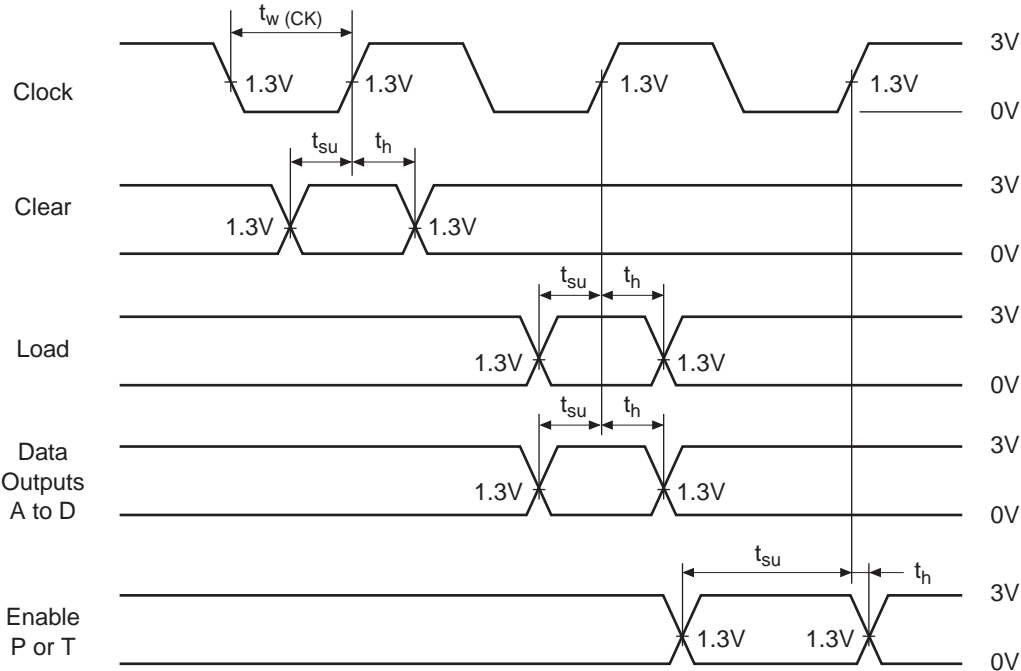 t w (CK)
3V
Clock
1.3V 1.3V 1.3V 1.3V
0V
tsu th
Clear
3V
1.3V 1.3V
0V
tsu th
Load
3V
1.3V 1.3V
0V
tsu th
Data
Outputs
A to D
3V
1.3V 1.3V
0V
tsu th
Enable
P or T
3V
1.3V 1.3V
0V